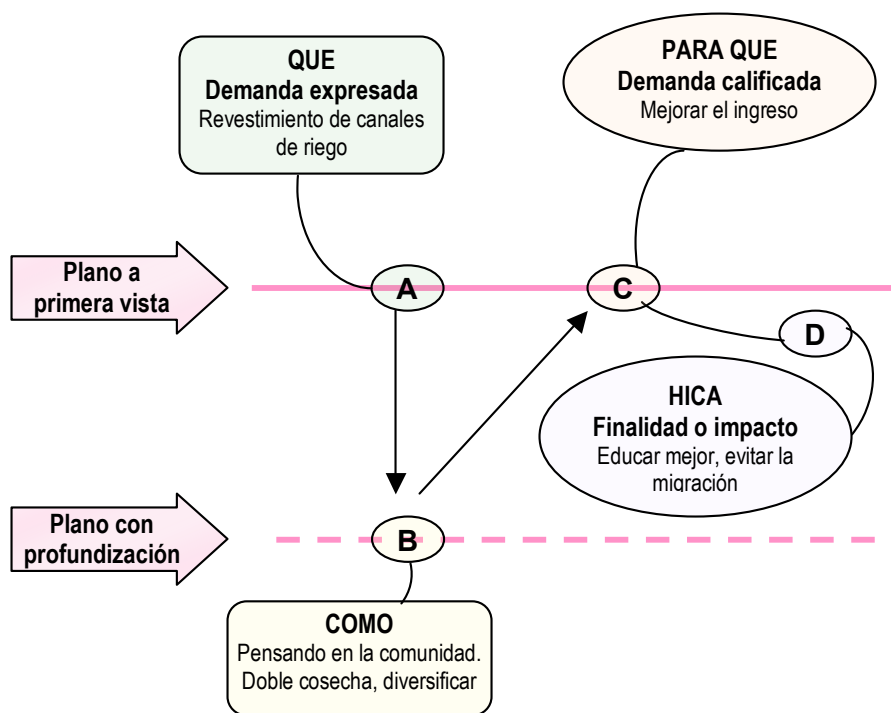 QUE
Demanda expresada
Revestimiento de canales
de riego
PARA QUE
Demanda calificada
Mejorar el ingreso
Plano a
primera vista
A
C
D
HICA
Finalidad o impacto
Educar mejor, evitar la
migración
Plano con
profundización
B
COMO
Pensando en la comunidad.
Doble cosecha, diversificar